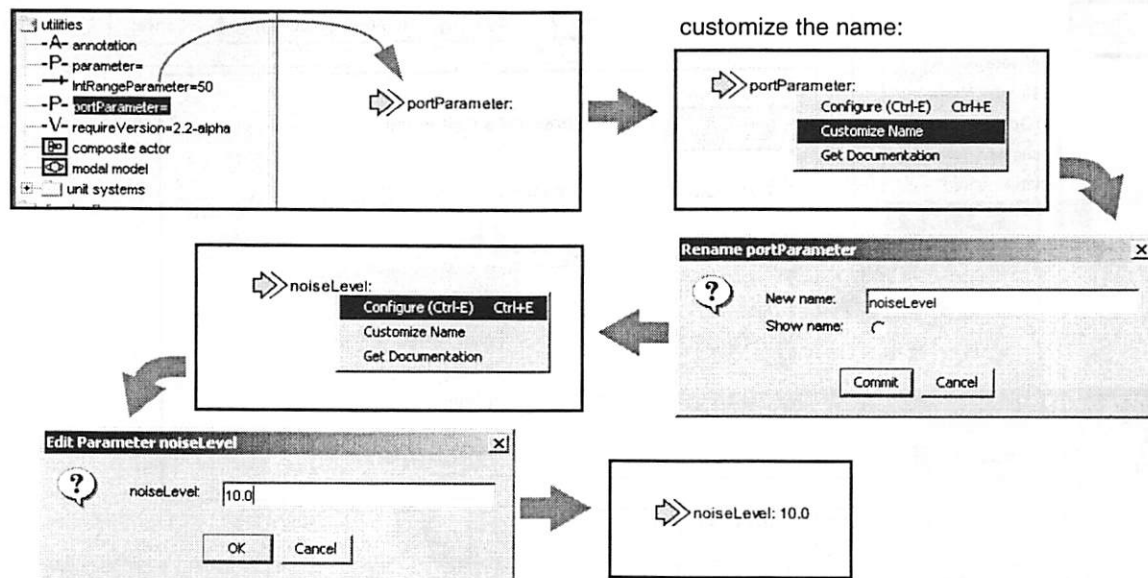 utilities
-A- annotation
-P- parameter=
IntRangeParameter=50
-P- portParameter=
-V- requireVersion=2.2-alpha
composite actor
modal model
unit systems
portParameter:
customize the name:
portParameter:
Configure (Ctrl-E) Ctrl+E
Customize Name
Get Documentation
Rename portParameter
New name: noiseLevel
Show name:
Commit Cancel
noiseLevel:
Configure (Ctrl-E) Ctrl+E
Customize Name
Get Documentation
Edit Parameter noiseLevel
noiseLevel: 10.0
OK Cancel
noiseLevel: 10.0